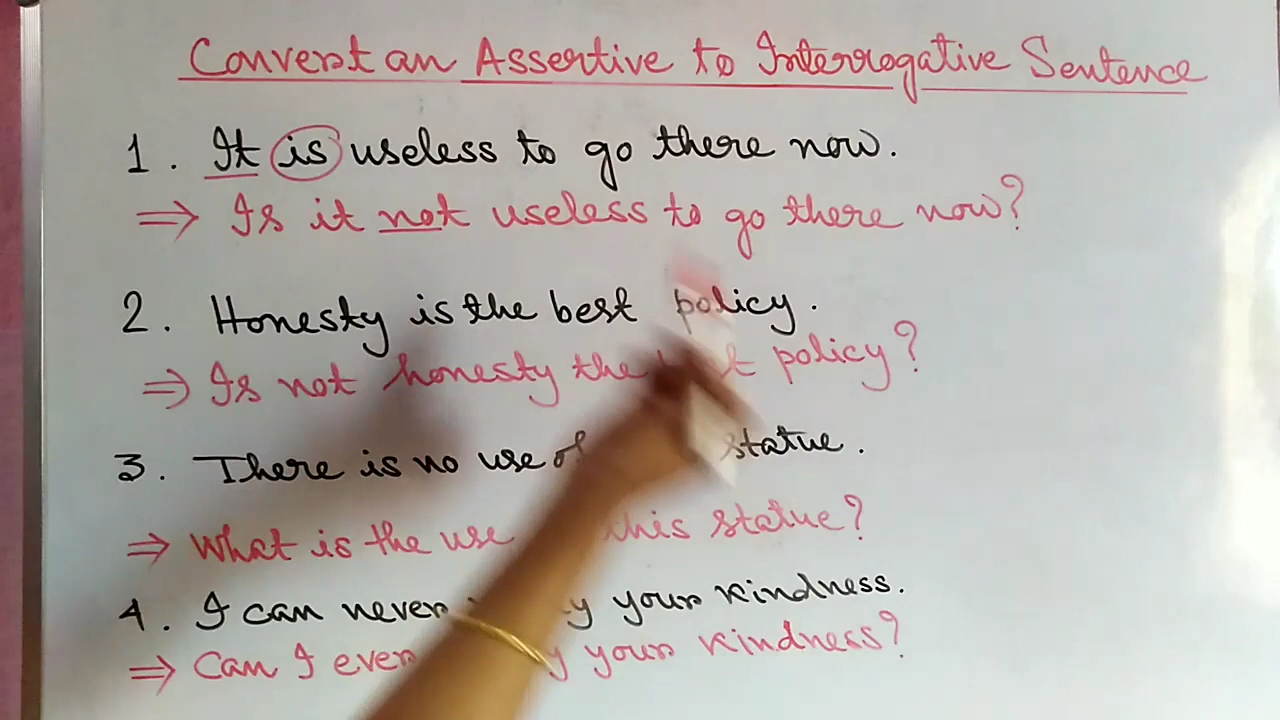 Convert an Assertive to Interrogative Sentence
1. It is useless to go there now.
⇒ Is it not useless to go there now?
2. Honesty is the best policy.
⇒ Is not honesty the policy?
3. There is no use of statue.
⇒ What is the use this statue?
4. I can never your kindness.
⇒ Can I ever your kindness?